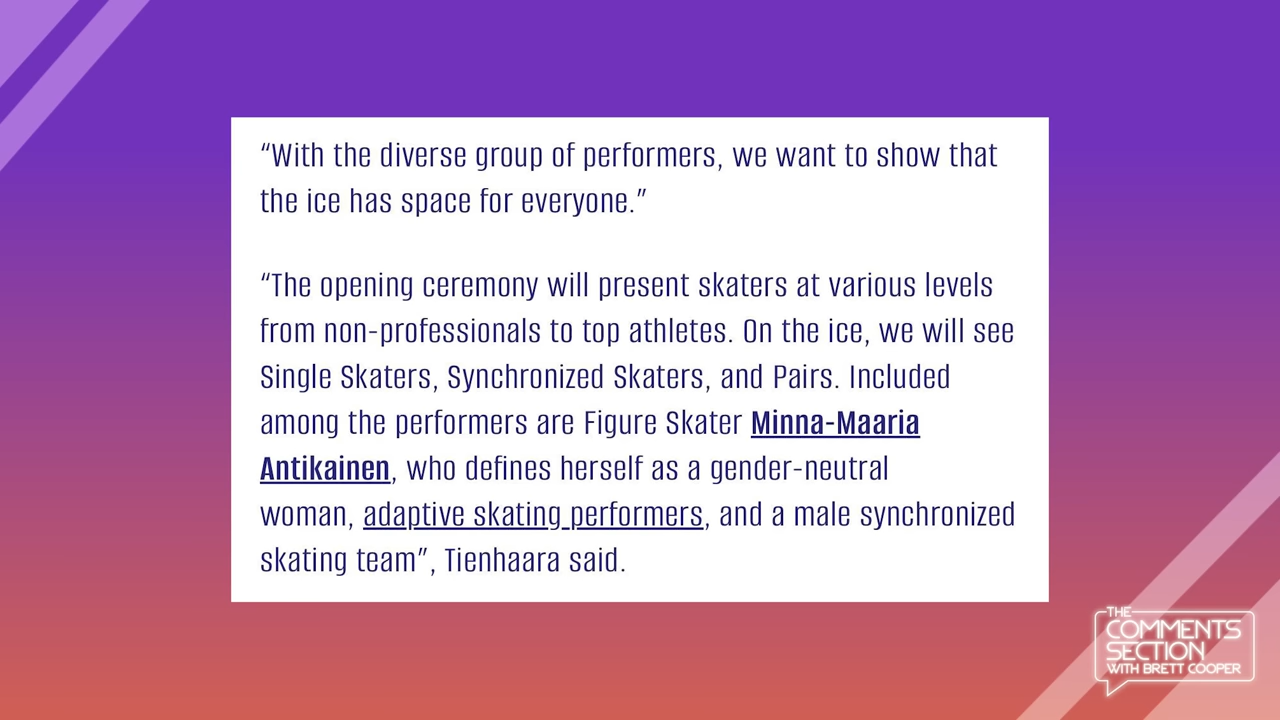 “With the diverse group of performers, we want to show that
the ice has space for everyone.”
“The opening ceremony will present skaters at various levels
from non-professionals to top athletes. On the ice, we will see
Single Skaters, Synchronized Skaters, and Pairs. Included
among the performers are Figure Skater Minna-Maaria
Antikainen, who defines herself as a gender-neutral
woman, adaptive skating performers, and a male synchronized
skating team”, Tienhaara said.
THE
COMMENTS
SECTION
WITH BRETT COOPER